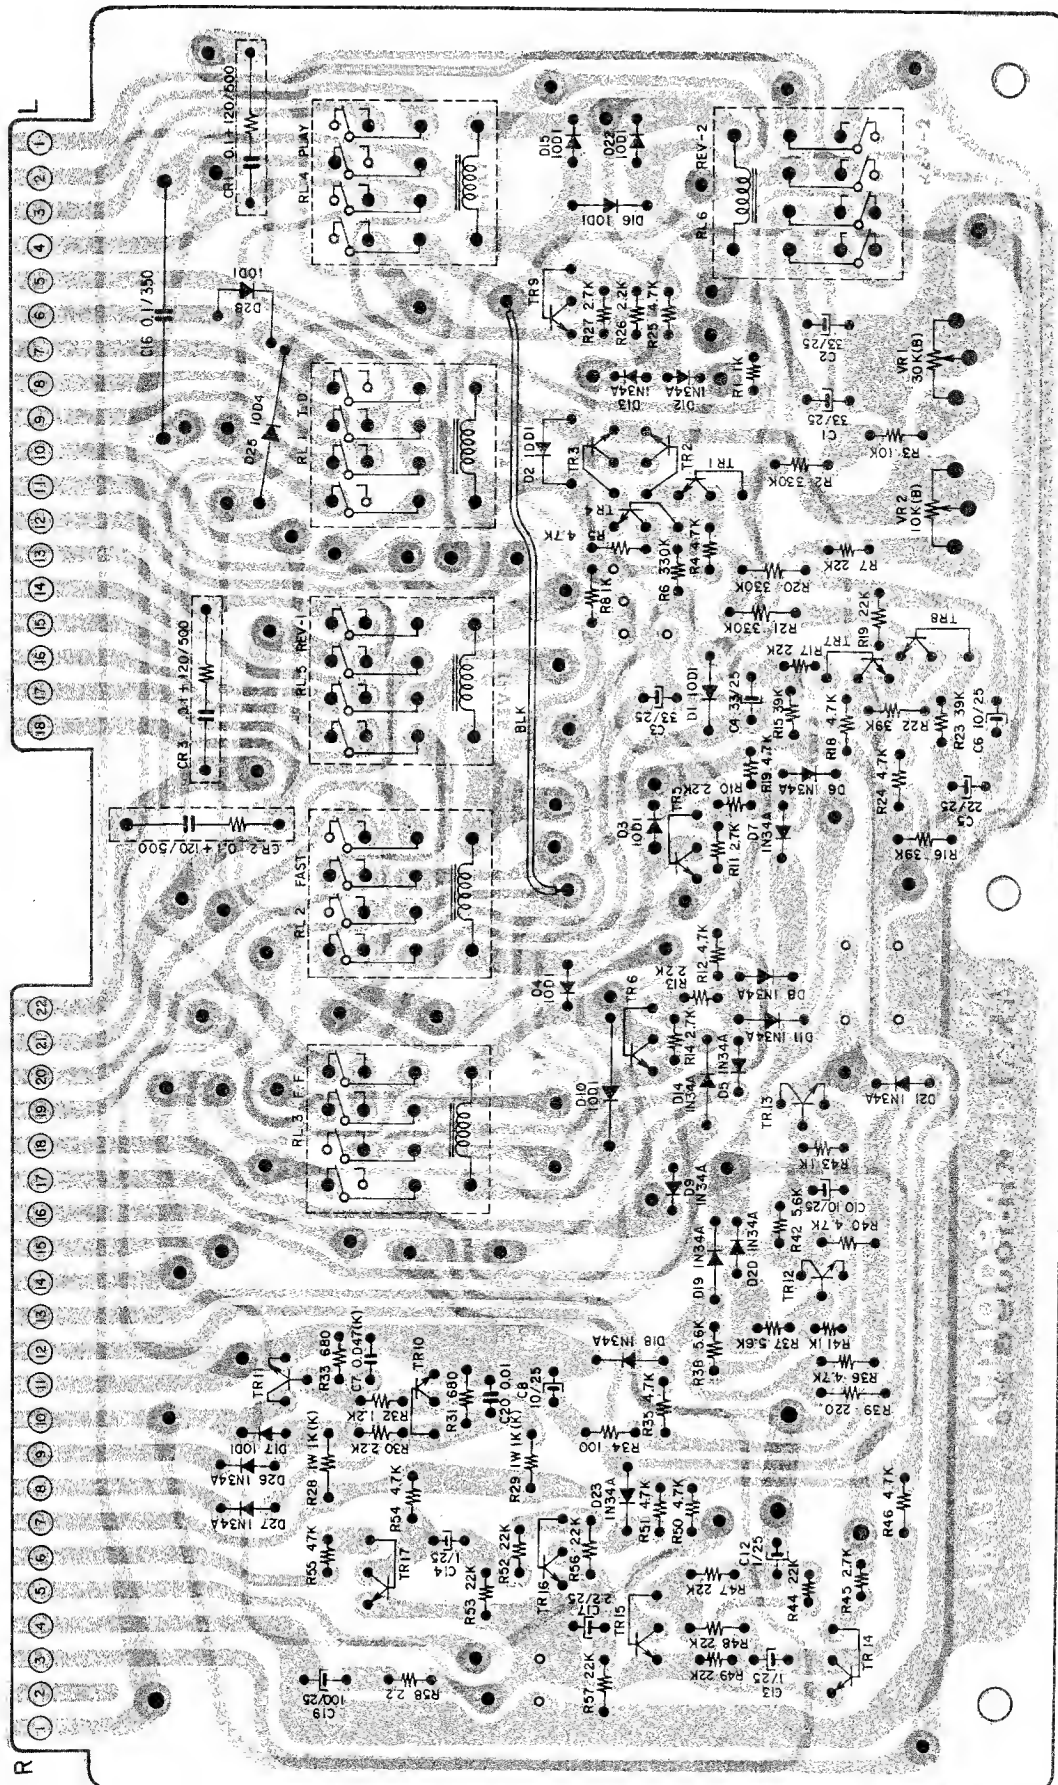 L
1
2
3
4
5
6
7
8
9
10
11
12
13
14
15
16
17
18
R
1
2
3
4
5
6
7
8
9
10
11
12
13
14
15
16
17
18
19
20
21
22
CR1 0.1+120/500
C16 0.1/350
D28 10D1
D25 10D4
CR3 0.1+120/500
CR2 0.1+120/500
RL 4 PLAY
RL 1 I D
RL 5 REV-1
RL 2 FAST
RL 3 F F
RL 6 REV-2
BLK
D15 10D1
D22 10D1
D16 10D1
TR9
R27 2.7K
R26 2.2K
R25 4.7K
D13 1N34A
D12 1N34A
R1 1K
C2 33/25
C1 33/25
VR1 30K(B)
R3 10K
R2 330K
VR2 10K(B)
D2 10D1
TR3
TR2
TR1
TR4
R5 4.7K
R8 1K
R6 330K
R4 4.7K
R20 330K
R7 22K
R21 330K
R17 22K
TR7
R19 22K
TR8
C3 33/25
D1 10D1
C4 33/25
R15 39K
R18 4.7K
R22 39K
R23 39K
C6 10/25
R19 4.7K
D6 1N34A
R24 4.7K
C5 22/25
R16 39K
D3 10D1
TR5
R10 2.2K
R11 2.7K
D7 1N34A
D4 10D1
TR6
R13 2.2K
R12 4.7K
D8 1N34A
D11 1N34A
R14 2.7K
D10 10D1
D14 1N34A
D5 1N34A
TR13
D21 1N34A
R43 1K
D9 1N34A
C10 10/25
R42 5.6K
R40 4.7K
D19 1N34A
D20 1N34A
TR12
R38 5.6K
R37 5.6K
R41 1K
R36 4.7K
R39 220
D18 1N34A
R35 4.7K
R34 100
TR11
R33 680
C7 0.047(K)
TR10
R32 1.2K
R31 680
C20 0.01
C8 10/25
D17 10D1
R30 2.2K
D26 1N34A
R28 1W 1K(K)
R29 1W 1K(K)
D27 1N34A
R54 4.7K
D23 1N34A
R51 4.7K
R50 4.7K
R46 4.7K
R55 47K
TR17
C14 1/25
R52 22K
TR16
R56 22K
R53 22K
C12 1/25
R47 22K
R44 22K
R45 2.7K
TR15
R48 22K
R49 22K
C13 1/25
TR14
R57 22K
C19 100/25
R58 2.2